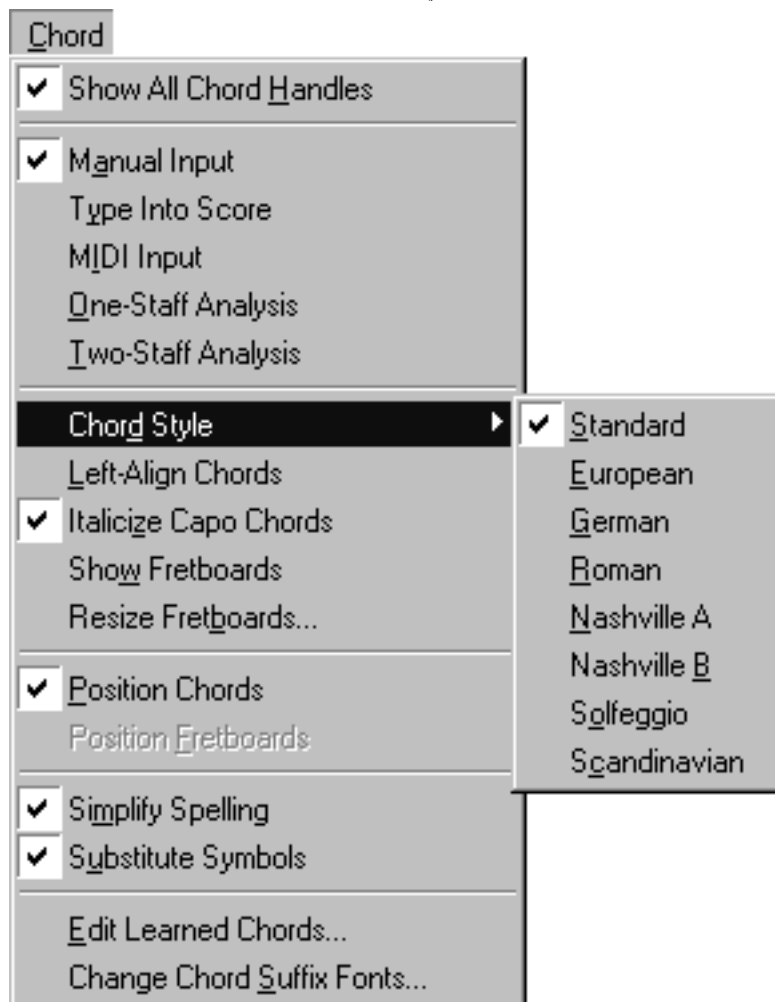 Chord
Show All Chord Handles
Manual Input
Type Into Score
MIDI Input
One-Staff Analysis
Two-Staff Analysis
Chord Style
Left-Align Chords
Italicize Capo Chords
Show Fretboards
Resize Fretboards...
Position Chords
Position Fretboards
Simplify Spelling
Substitute Symbols
Edit Learned Chords...
Change Chord Suffix Fonts...
Standard
European
German
Roman
Nashville A
Nashville B
Solfeggio
Scandinavian